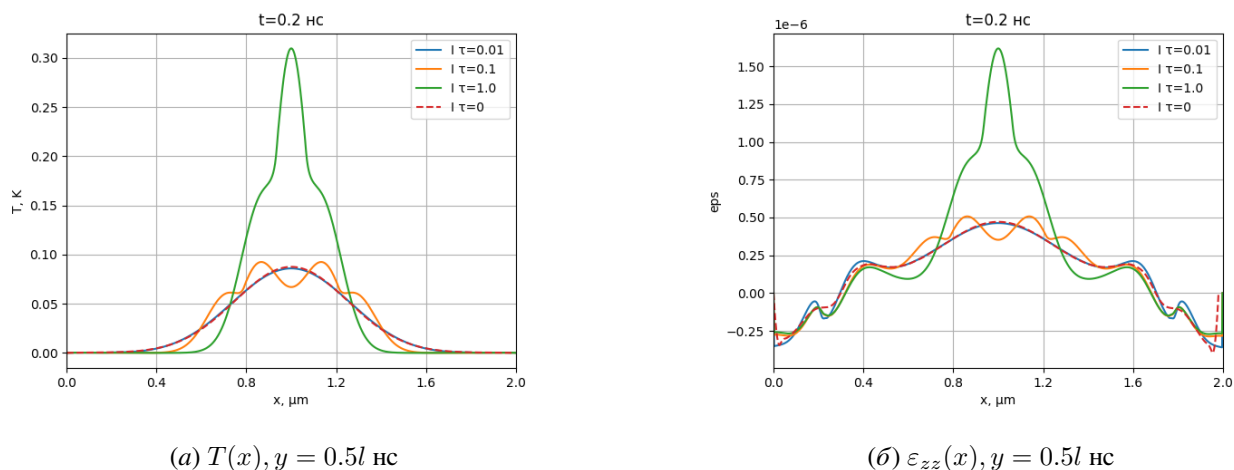 t=0.2 нс
T, K
0.30
0.25
0.20
0.15
0.10
0.05
0.00
I τ=0.01
I τ=0.1
I τ=1.0
I τ=0
0.0 0.4 0.8 1.2 1.6 2.0
x, μm
(а) T(x), y = 0.5l нс
t=0.2 нс
1e−6
eps
1.50
1.25
1.00
0.75
0.50
0.25
0.00
−0.25
I τ=0.01
I τ=0.1
I τ=1.0
I τ=0
0.0 0.4 0.8 1.2 1.6 2.0
x, μm
(б) ε_{zz}(x), y = 0.5l нс